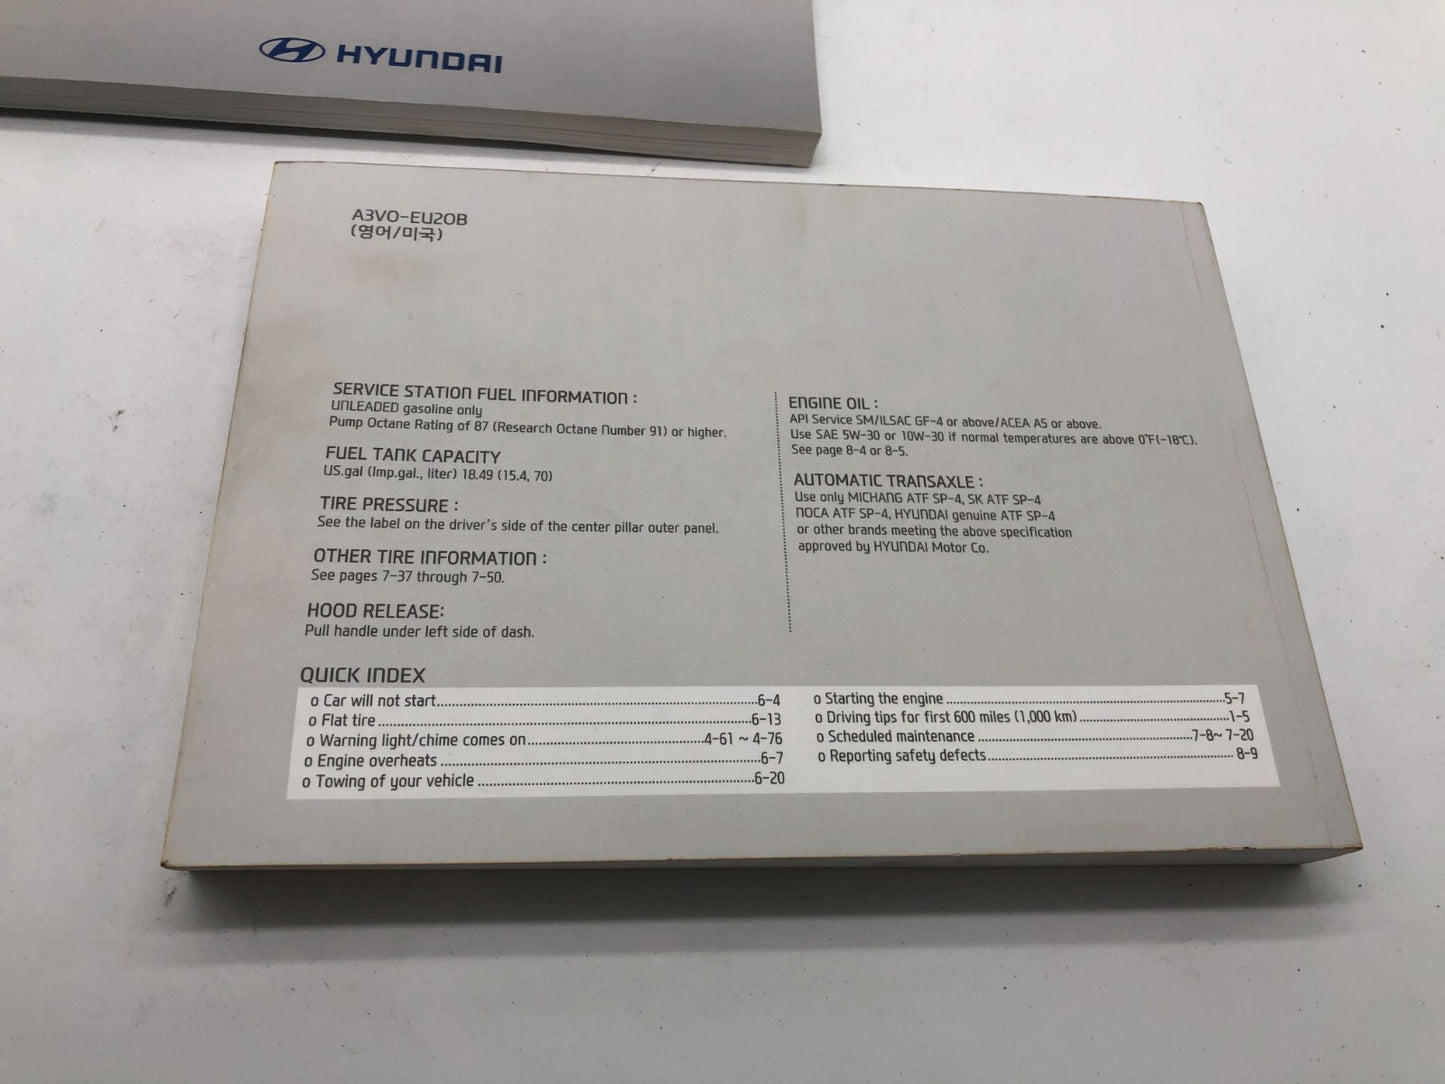 HYUNDAI
A3VO-EU20B
(영어/미국)
SERVICE STATION FUEL INFORMATION :
UNLEADED gasoline only
Pump Octane Rating of 87 (Research Octane Number 91) or higher.
FUEL TANK CAPACITY
US.gal (Imp.gal., liter) 18.49 (15.4, 70)
TIRE PRESSURE :
See the label on the driver's side of the center pillar outer panel.
OTHER TIRE INFORMATION :
See pages 7-37 through 7-50.
HOOD RELEASE:
Pull handle under left side of dash.
ENGINE OIL :
API Service SM/ILSAC GF-4 or above/ACEA A5 or above.
Use SAE 5W-30 or 10W-30 if normal temperatures are above 0°F(-18°C).
See page 8-4 or 8-5.
AUTOMATIC TRANSAXLE :
Use only MICHANG ATF SP-4, SK ATF SP-4
NOCA ATF SP-4, HYUNDAI genuine ATF SP-4
or other brands meeting the above specification
approved by HYUNDAI Motor Co.
QUICK INDEX
o Car will not start...............6-4
o Flat tire...............6-13
o Warning light/chime comes on...............4-61 ~ 4-76
o Engine overheats...............6-7
o Towing of your vehicle...............6-20
o Starting the engine...............5-7
o Driving tips for first 600 miles (1,000 km)...............1-5
o Scheduled maintenance...............7-8~ 7-20
o Reporting safety defects............... 8-9